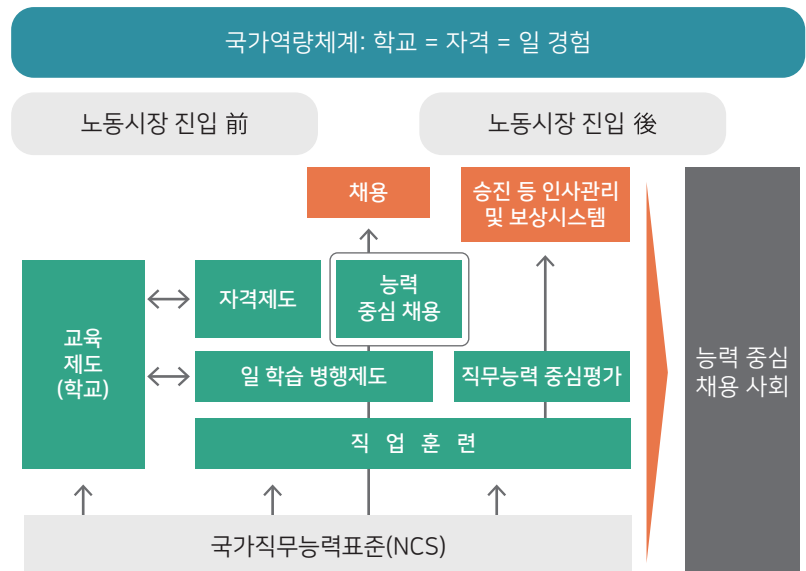 국가역량체계: 학교 = 자격 = 일 경험
노동시장 진입 前
노동시장 진입 後
채용
승진 등 인사관리
및 보상시스템
교육
제도
(학교)
자격제도
능력
중심 채용
일 학습 병행제도
직무능력 중심평가
직 업 훈 련
국가직무능력표준(NCS)
능력 중심
채용 사회